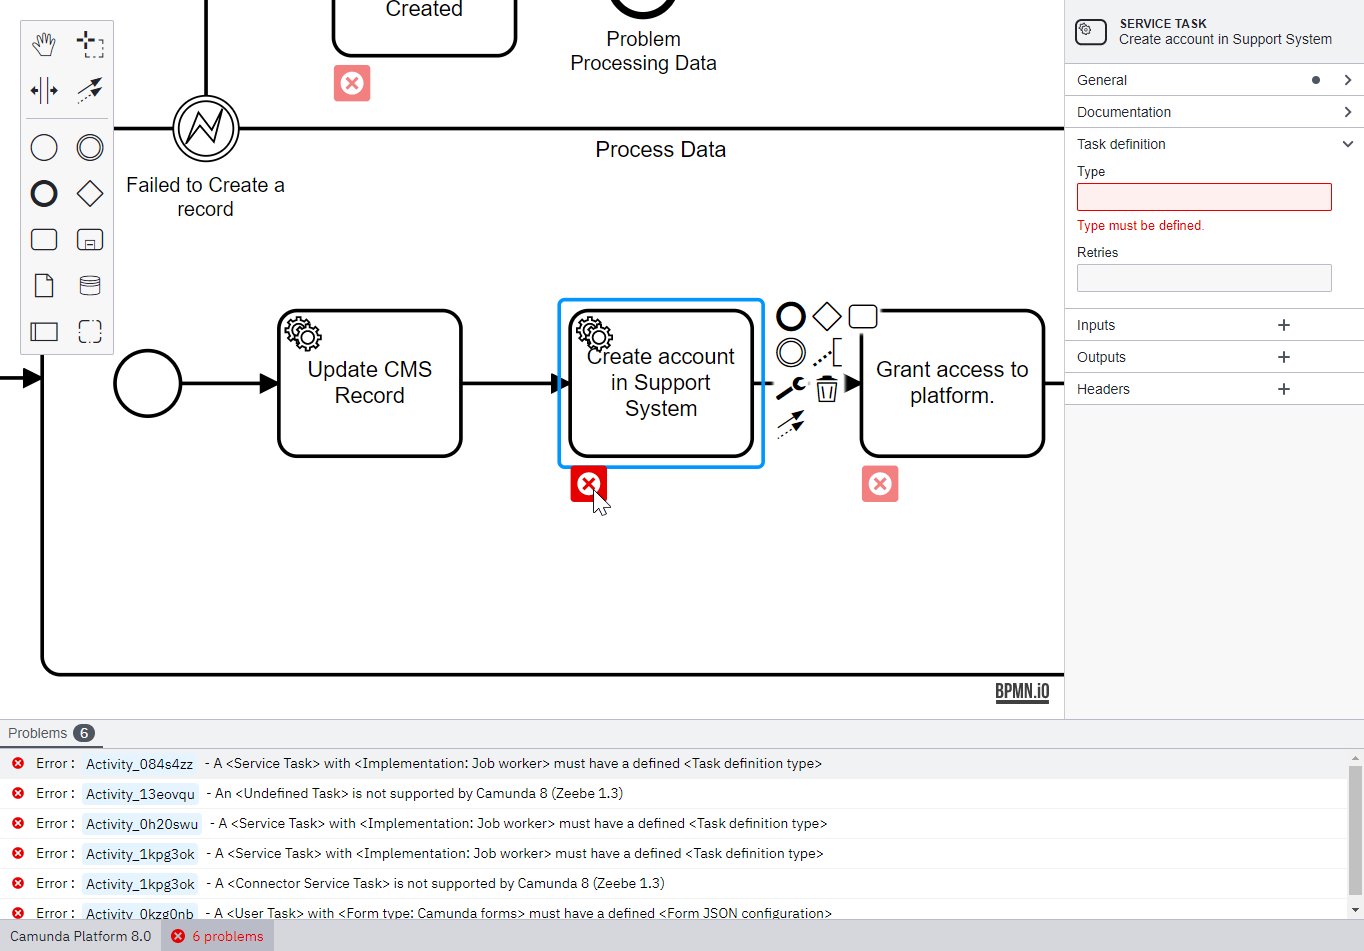 Created
Problem
Processing Data
Process Data
Failed to Create a
record
Update CMS
Record
Create account
in Support
System
Grant access to
platform.
BPMN.iO
SERVICE TASK
Create account in Support System
General
Documentation
Task definition
Type
Type must be defined.
Retries
Inputs
Outputs
Headers
Problems 6
Error : Activity_084s4zz - A <Service Task> with <Implementation: Job worker> must have a defined <Task definition type>
Error : Activity_13eovqu - An <Undefined Task> is not supported by Camunda 8 (Zeebe 1.3)
Error : Activity_0h20swu - A <Service Task> with <Implementation: Job worker> must have a defined <Task definition type>
Error : Activity_1kpg3ok - A <Service Task> with <Implementation: Job worker> must have a defined <Task definition type>
Error : Activity_1kpg3ok - A <Connector Service Task> is not supported by Camunda 8 (Zeebe 1.3)
Error : Activity_0kzg0nb - A <User Task> with <Form type: Camunda forms> must have a defined <Form JSON configuration>
Camunda Platform 8.0 6 problems